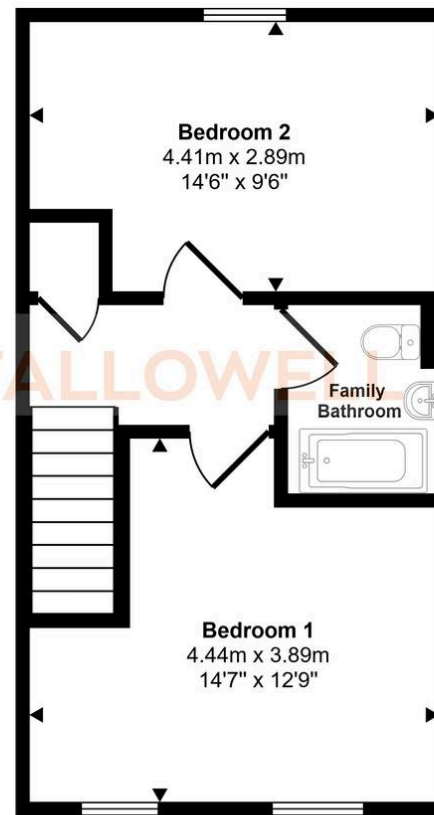 Bedroom 2
4.41m x 2.89m
14'6" x 9'6"
ALLOWELL
Family
Bathroom
Bedroom 1
4.44m x 3.89m
14'7" x 12'9"